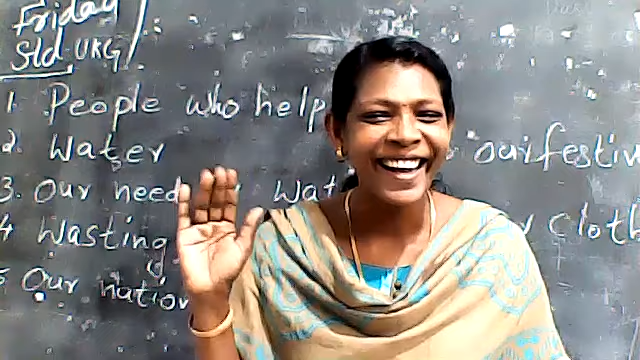 Friday
Std UKG
1. People who help our festiv
2. Water
3. Our need Wat
4 Wasting Cloth
5 Our nation